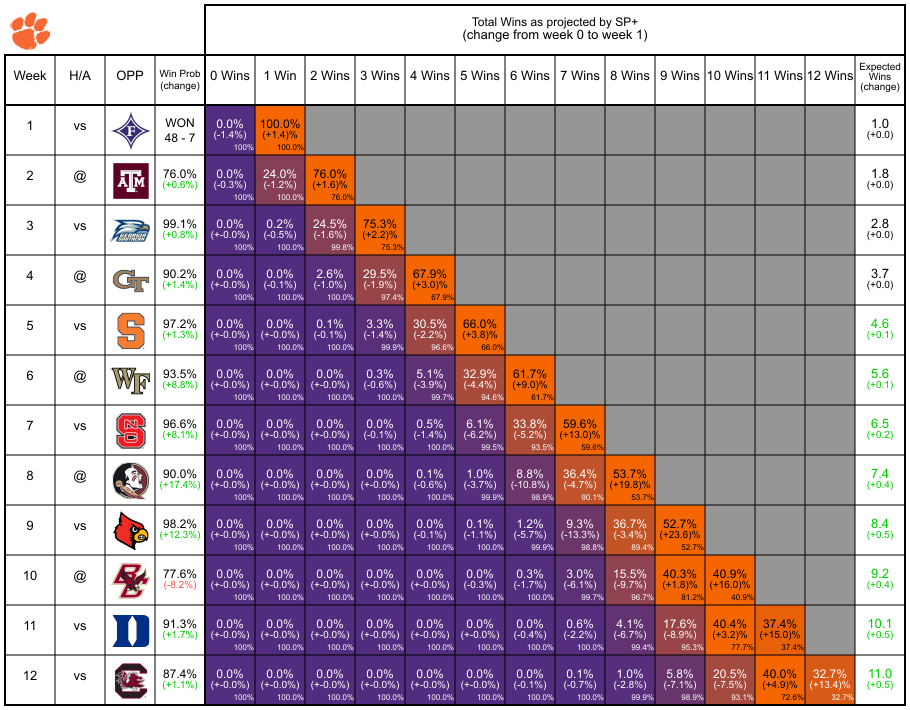 Total Wins as projected by SP+
(change from week 0 to week 1)
Week H/A OPP Win Prob (change) 0 Wins 1 Win 2 Wins 3 Wins 4 Wins 5 Wins 6 Wins 7 Wins 8 Wins 9 Wins 10 Wins 11 Wins 12 Wins Expected Wins (change)
1 vs F WON 0.0% 100.0% 1.0
48 - 7 (-1.4%) (+1.4)% (+0.0)
100% 100.0%
2 @ ATM 76.0% 0.0% 24.0% 76.0% 1.8
(+0.6%) (-0.3%) (-1.2%) (+1.6)% (+0.0)
100% 100.0% 76.0%
3 vs 99.1% 0.0% 0.2% 24.5% 75.3% 2.8
(+0.8%) (+-0.0%) (-0.5%) (-1.6%) (+2.2)% (+0.0)
100% 100.0% 99.8% 75.3%
4 @ GT 90.2% 0.0% 0.0% 2.6% 29.5% 67.9% 3.7
(+1.4%) (+-0.0%) (-0.1%) (-1.0%) (-1.9%) (+3.0)% (+0.0)
100% 100.0% 100.0% 97.4% 67.9%
5 vs S 97.2% 0.0% 0.0% 0.1% 3.3% 30.5% 66.0% 4.6
(+1.3%) (+-0.0%) (+-0.0%) (-0.1%) (-1.4%) (-2.2%) (+3.8)% (+0.1)
100% 100.0% 100.0% 99.9% 96.6% 66.0%
6 @ WF 93.5% 0.0% 0.0% 0.0% 0.3% 5.1% 32.9% 61.7% 5.6
(+8.8%) (+-0.0%) (+-0.0%) (+-0.0%) (-0.6%) (-3.9%) (-4.4%) (+9.0)% (+0.1)
100% 100.0% 100.0% 100.0% 99.7% 94.6% 61.7%
7 vs S 96.6% 0.0% 0.0% 0.0% 0.0% 0.5% 6.1% 33.8% 59.6% 6.5
(+8.1%) (+-0.0%) (+-0.0%) (+-0.0%) (-0.1%) (-1.4%) (-6.2%) (-5.2%) (+13.0)% (+0.2)
100% 100.0% 100.0% 100.0% 100.0% 99.5% 93.5% 59.6%
8 @ 90.0% 0.0% 0.0% 0.0% 0.0% 0.1% 1.0% 8.8% 36.4% 53.7% 7.4
(+17.4%) (+-0.0%) (+-0.0%) (+-0.0%) (+-0.0%) (-0.6%) (-3.7%) (-10.8%) (-4.7%) (+19.8)% (+0.4)
100% 100.0% 100.0% 100.0% 100.0% 99.9% 98.9% 90.1% 53.7%
9 vs 98.2% 0.0% 0.0% 0.0% 0.0% 0.0% 0.1% 1.2% 9.3% 36.7% 52.7% 8.4
(+12.3%) (+-0.0%) (+-0.0%) (+-0.0%) (+-0.0%) (-0.1%) (-1.1%) (-5.7%) (-13.3%) (-3.4%) (+23.6)% (+0.5)
100% 100.0% 100.0% 100.0% 100.0% 100.0% 99.9% 98.8% 89.4% 52.7%
10 @ BC 77.6% 0.0% 0.0% 0.0% 0.0% 0.0% 0.0% 0.3% 3.0% 15.5% 40.3% 40.9% 9.2
(-8.2%) (+-0.0%) (+-0.0%) (+-0.0%) (+-0.0%) (+-0.0%) (-0.3%) (-1.7%) (-6.1%) (-9.7%) (+1.8%) (+16.0)% (+0.4)
100% 100.0% 100.0% 100.0% 100.0% 100.0% 100.0% 99.7% 96.7% 81.2% 40.9%
11 vs D 91.3% 0.0% 0.0% 0.0% 0.0% 0.0% 0.0% 0.0% 0.6% 4.1% 17.6% 40.4% 37.4% 10.1
(+1.7%) (+-0.0%) (+-0.0%) (+-0.0%) (+-0.0%) (+-0.0%) (+-0.0%) (-0.4%) (-2.2%) (-6.7%) (-8.9%) (+3.2)% (+15.0)% (+0.5)
100% 100.0% 100.0% 100.0% 100.0% 100.0% 100.0% 100.0% 99.4% 95.3% 77.7% 37.4%
12 vs C 87.4% 0.0% 0.0% 0.0% 0.0% 0.0% 0.0% 0.0% 0.1% 1.0% 5.8% 20.5% 40.0% 32.7% 11.0
(+1.1%) (+-0.0%) (+-0.0%) (+-0.0%) (+-0.0%) (+-0.0%) (+-0.0%) (-0.1%) (-0.7%) (-2.8%) (-7.1%) (-7.5%) (+4.9)% (+13.4)% (+0.5)
100% 100.0% 100.0% 100.0% 100.0% 100.0% 100.0% 100.0% 99.9% 98.9% 93.1% 72.6% 32.7%